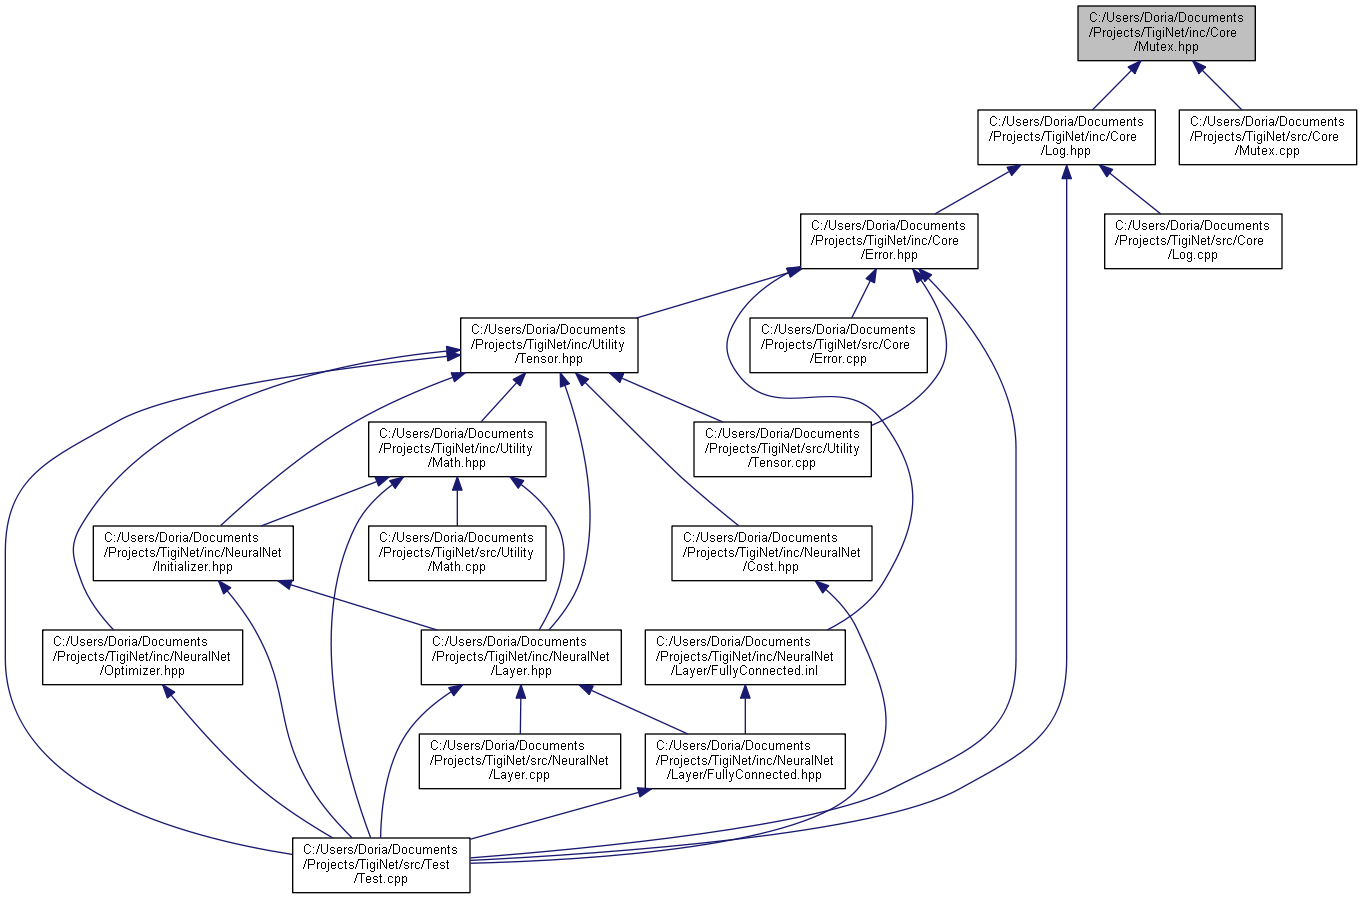 C:/Users/Doria/Documents
/Projects/TigiNet/inc/Core
/Mutex.hpp
C:/Users/Doria/Documents
/Projects/TigiNet/inc/Core
/Log.hpp
C:/Users/Doria/Documents
/Projects/TigiNet/src/Core
/Mutex.cpp
C:/Users/Doria/Documents
/Projects/TigiNet/inc/Core
/Error.hpp
C:/Users/Doria/Documents
/Projects/TigiNet/src/Core
/Log.cpp
C:/Users/Doria/Documents
/Projects/TigiNet/inc/Utility
/Tensor.hpp
C:/Users/Doria/Documents
/Projects/TigiNet/src/Core
/Error.cpp
C:/Users/Doria/Documents
/Projects/TigiNet/inc/Utility
/Math.hpp
C:/Users/Doria/Documents
/Projects/TigiNet/src/Utility
/Tensor.cpp
C:/Users/Doria/Documents
/Projects/TigiNet/inc/NeuralNet
/Initializer.hpp
C:/Users/Doria/Documents
/Projects/TigiNet/src/Utility
/Math.cpp
C:/Users/Doria/Documents
/Projects/TigiNet/inc/NeuralNet
/Cost.hpp
C:/Users/Doria/Documents
/Projects/TigiNet/inc/NeuralNet
/Optimizer.hpp
C:/Users/Doria/Documents
/Projects/TigiNet/inc/NeuralNet
/Layer.hpp
C:/Users/Doria/Documents
/Projects/TigiNet/inc/NeuralNet
/Layer/FullyConnected.inl
C:/Users/Doria/Documents
/Projects/TigiNet/src/NeuralNet
/Layer.cpp
C:/Users/Doria/Documents
/Projects/TigiNet/inc/NeuralNet
/Layer/FullyConnected.hpp
C:/Users/Doria/Documents
/Projects/TigiNet/src/Test
/Test.cpp